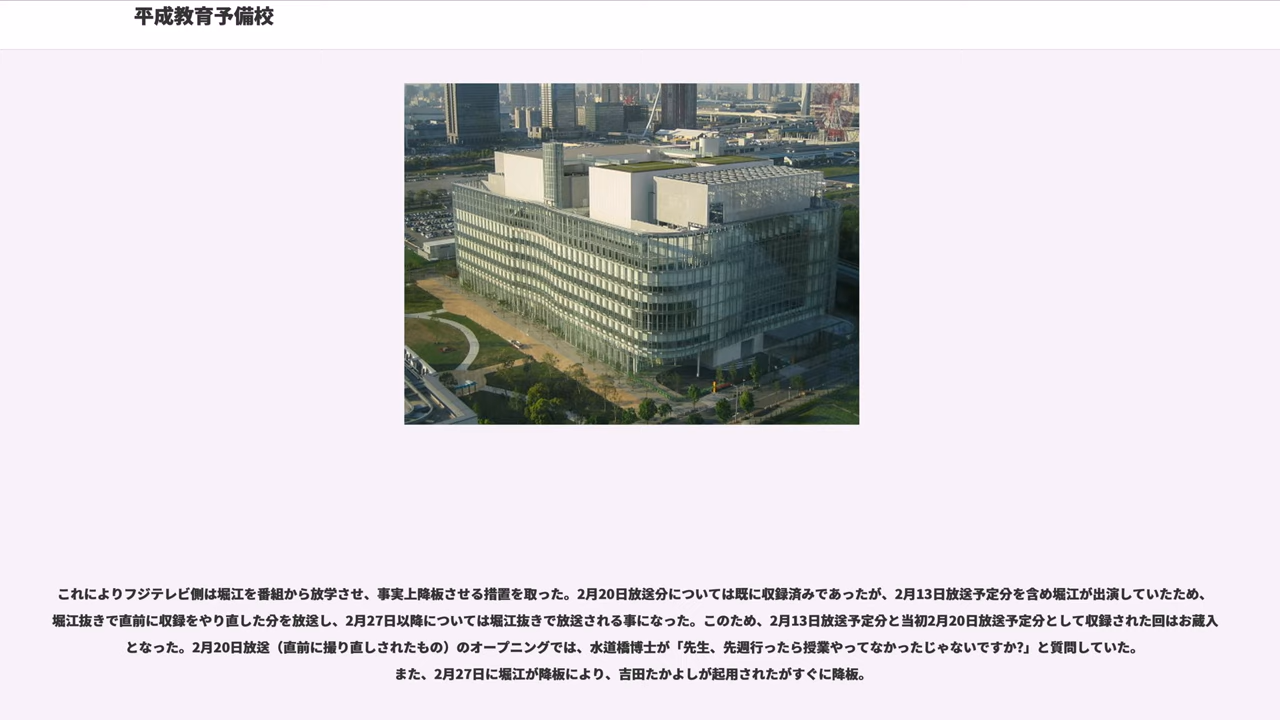 平成教育予備校
これによりフジテレビ側は堀江を番組から放学させ、事実上降板させる措置を取った。2月20日放送分については既に収録済みであったが、2月13日放送予定分を含め堀江が出演していたため、
堀江抜きで直前に収録をやり直した分を放送し、2月27日以降については堀江抜きで放送される事になった。このため、2月13日放送予定分と当初2月20日放送予定分として収録された回はお蔵入
となった。2月20日放送（直前に撮り直しされたもの）のオープニングでは、水道橋博士が「先生、先週行ったら授業やってなかったじゃないですか?」と質問していた。
また、2月27日に堀江が降板により、吉田たかよしが起用されたがすぐに降板。